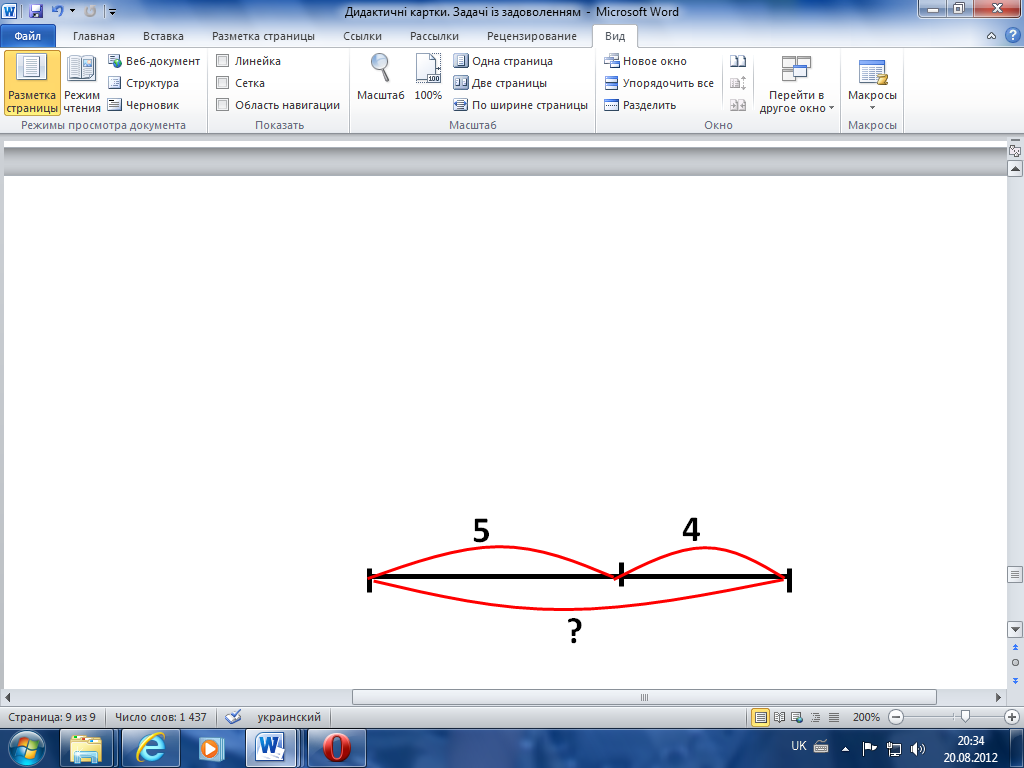 Дидактичні картки. Задачі із задоволенням - Microsoft Word
Файл Главная Вставка Разметка страницы Ссылки Рассылки Рецензирование Вид
Разметка страницы
Режим чтения
Веб-документ
Структура
Черновик
Режимы просмотра документа
Линейка
Сетка
Область навигации
Показать
Масштаб
100%
Одна страница
Две страницы
По ширине страницы
Масштаб
Новое окно
Упорядочить все
Разделить
Перейти в другое окно
Окно
Макросы
Макросы
5 4
?
Страница: 9 из 9 Число слов: 1 437 украинский 200%
UK 20:34
20.08.2012